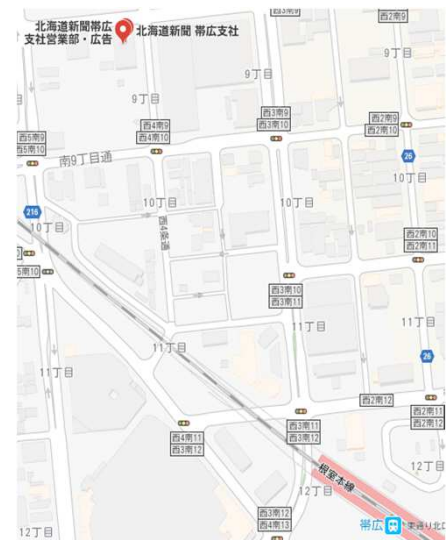 西3南9
北海道新聞帯広
支社営業部・広告
北海道新聞 帯広支社
9丁目
9丁目
9丁目
西5南9
西5南10
西4南9
西4南10
西3南9
西3南10
西2南9
西2南10
南9丁目通
26
10丁目
10丁目
10丁目
216
10丁目
西4条通
西2南10
西2南11
西3南10
西3南11
11丁目
11丁目
11丁目
11丁目
26
西2南12
西4南11
西3南12
西3南11
西3南12
西2南11
西2南12
12丁目
根室本線
12丁目
12丁目
西3南12
西4南13
帯広